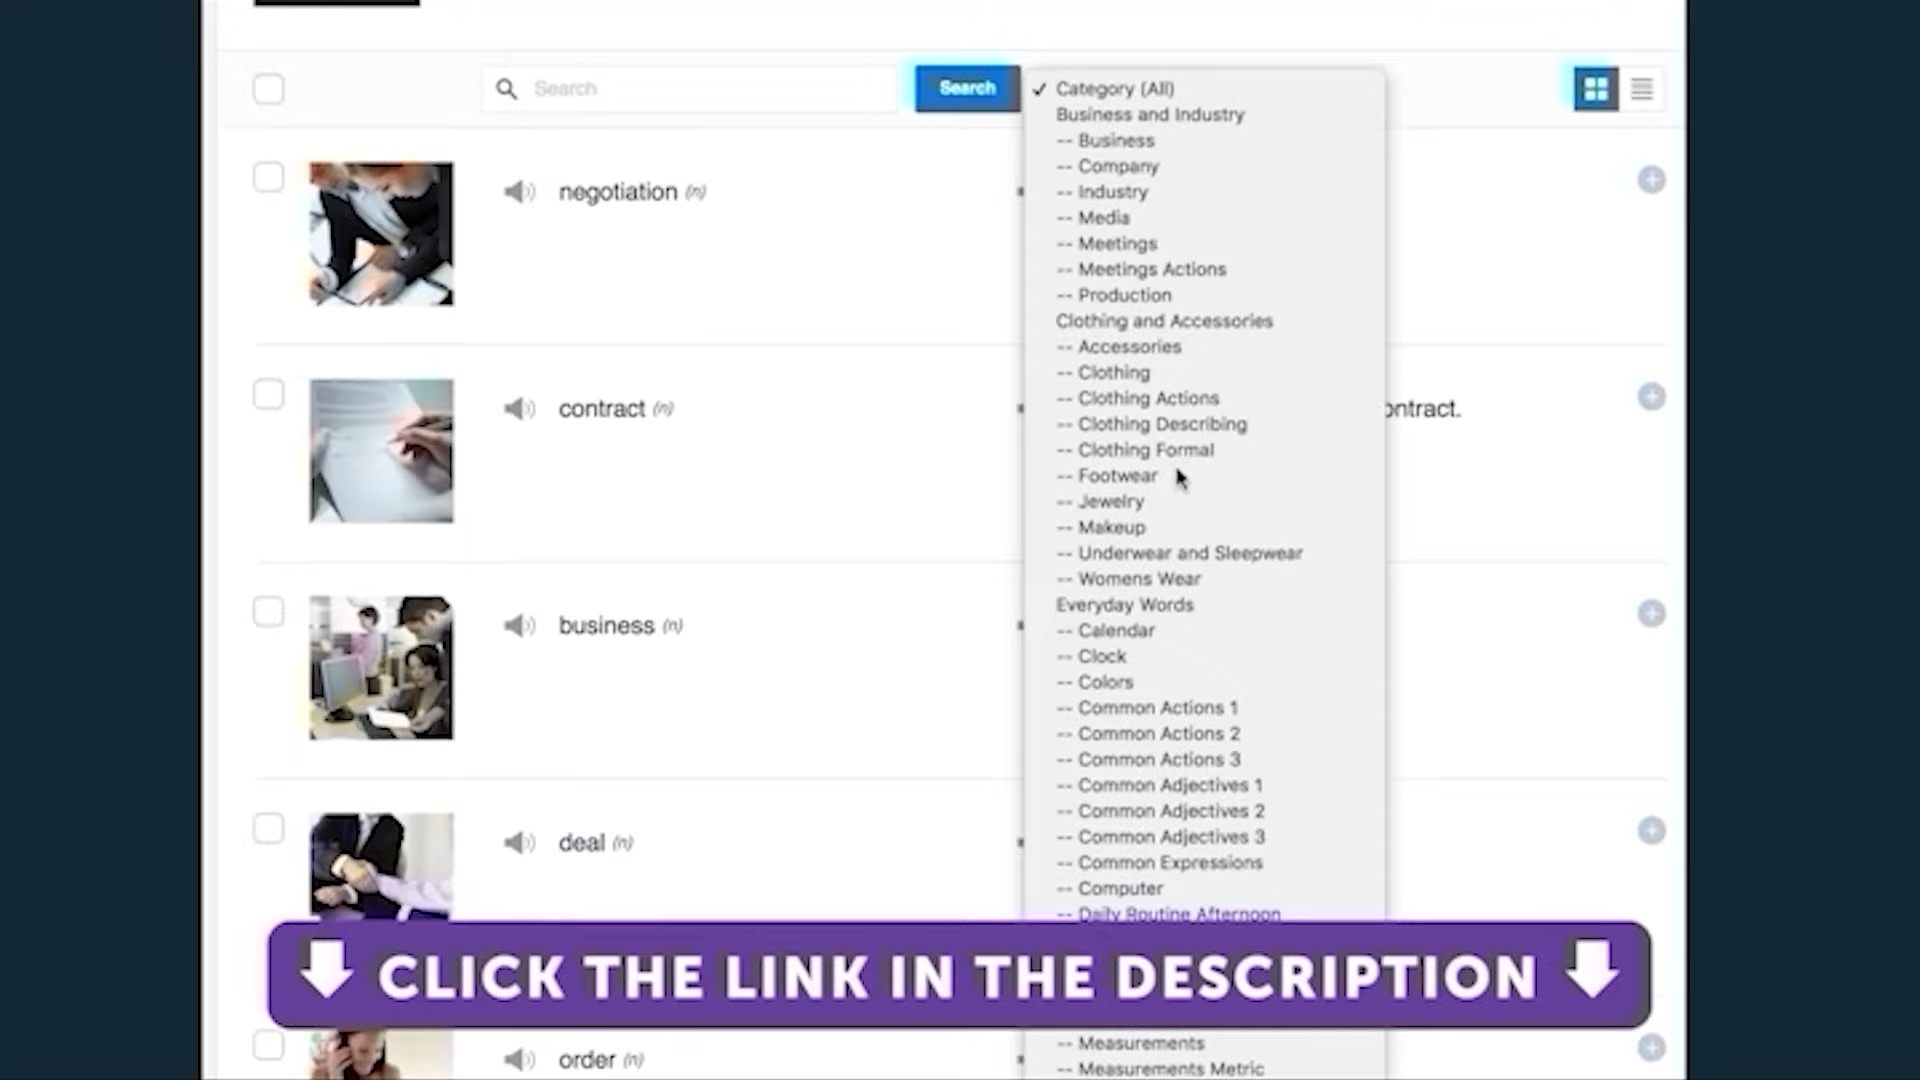 Search
Search
✓ Category (All)
Business and Industry
-- Business
-- Company
-- Industry
-- Media
-- Meetings
-- Meetings Actions
-- Production
Clothing and Accessories
-- Accessories
-- Clothing
-- Clothing Actions
-- Clothing Describing
-- Clothing Formal
-- Footwear
-- Jewelry
-- Makeup
-- Underwear and Sleepwear
-- Womens Wear
Everyday Words
-- Calendar
-- Clock
-- Colors
-- Common Actions 1
-- Common Actions 2
-- Common Actions 3
-- Common Adjectives 1
-- Common Adjectives 2
-- Common Adjectives 3
-- Common Expressions
-- Computer
-- Daily Routine Afternoon
-- Measurements
-- Measurements Metric
negotiation (n)
contract (n)
ontract.
business (n)
deal (n)
order (n)
CLICK THE LINK IN THE DESCRIPTION